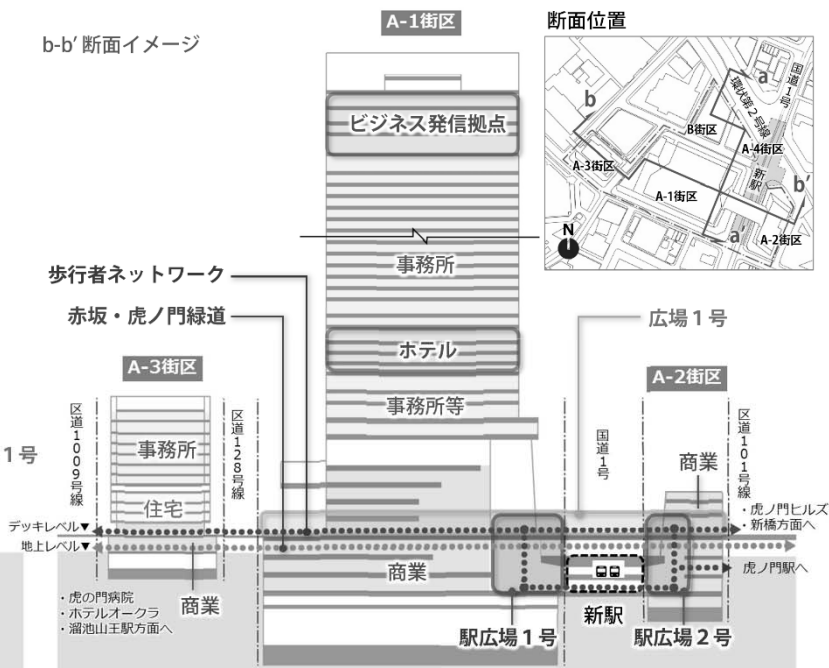 A-1街区
b-b’ 断面イメージ
断面位置
国道1号
環状第2号線
a
b
B街区
A-4街区
A-3街区
新駅
b’
A-1街区
a’
A-2街区
N
ビジネス発信拠点
事務所
歩行者ネットワーク
赤坂・虎ノ門緑道
広場1号
ホテル
A-3街区
A-2街区
事務所等
区道1009号線
区道128号線
国道1号
区道101号線
1号
事務所
商業
住宅
・虎ノ門ヒルズ
・新橋方面へ
デッキレベル▼
地上レベル▼
商業
虎ノ門駅へ
・虎の門病院
・ホテルオークラ
・溜池山王駅方面へ
商業
新駅
駅広場1号
駅広場2号